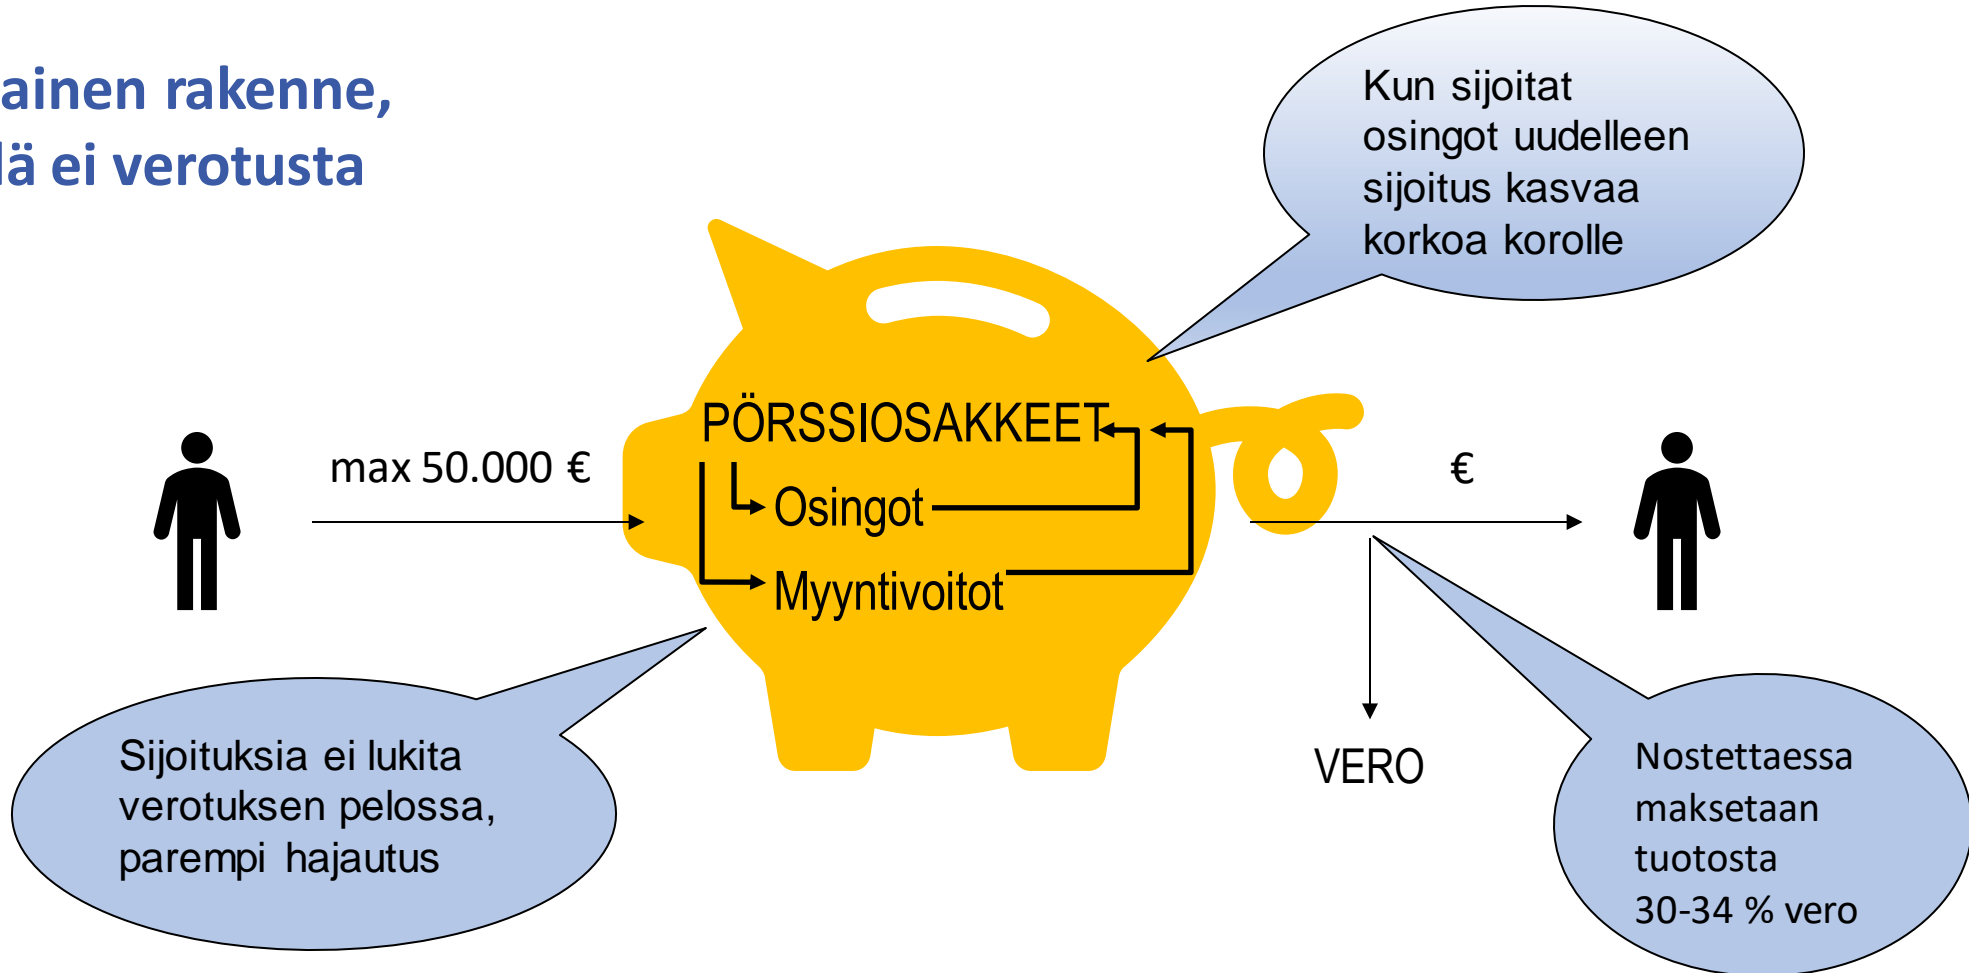 ainen rakenne,
lä ei verotusta
Kun sijoitat
osingot uudelleen
sijoitus kasvaa
korkoa korolle
max 50.000 €
PÖRSSIOSAKKEET
Osingot
Myyntivoitot
€
VERO
Sijoituksia ei lukita
verotuksen pelossa,
parempi hajautus
Nostettaessa
maksetaan
tuotosta
30-34 % vero